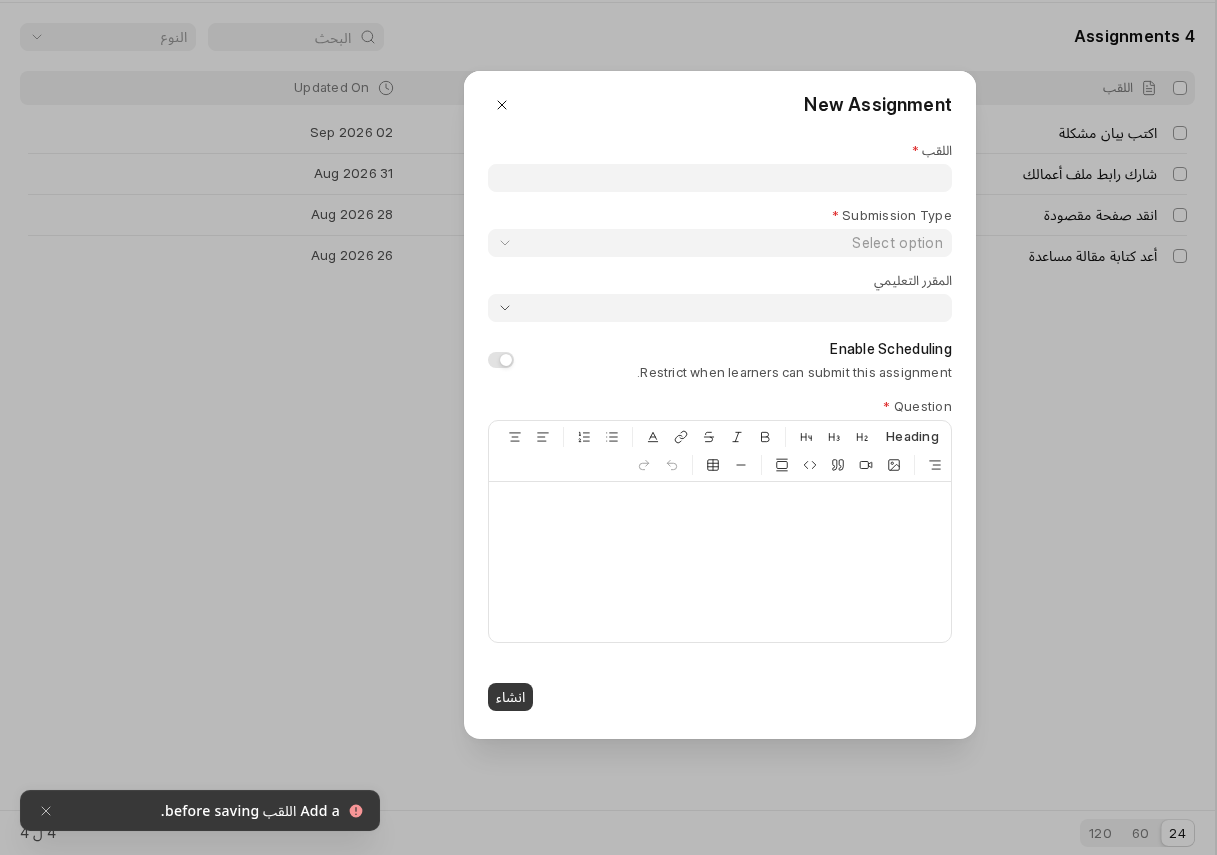 4 Assignments
البحث
النوع
اللقب
Updated On
اكتب بيان مشكلة
02 Sep 2026
شارك رابط ملف أعمالك
31 Aug 2026
انقد صفحة مقصودة
28 Aug 2026
أعد كتابة مقالة مساعدة
26 Aug 2026
New Assignment
اللقب *
Submission Type *
Select option
المقرر التعليمي
Enable Scheduling
Restrict when learners can submit this assignment.
Question *
Heading H2 H3 H4
انشاء
Add a اللقب before saving.
24 60 120
4 ل 4